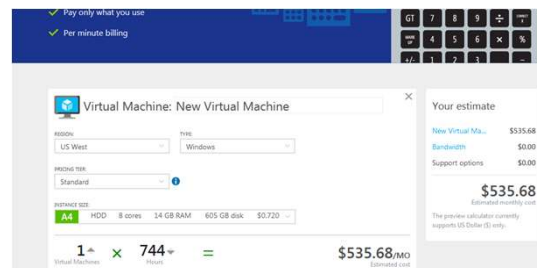 Pay only what you use
Per minute billing
GT 7 8 9 ÷
MARK UP 4 5 6 × %
+/- 1 2 3 −
Virtual Machine: New Virtual Machine
×
REGION: TYPE:
US West Windows
PRICING TIER:
Standard
INSTANCE SIZE:
A4 HDD 8 cores 14 GB RAM 605 GB disk $0.720
1 × 744 = $535.68/MO
Virtual Machines Hours Estimated cost
Your estimate
New Virtual Ma... $535.68
Bandwidth $0.00
Support options $0.00
$535.68
Estimated monthly cost
The preview calculator currently
supports US Dollar ($) only.